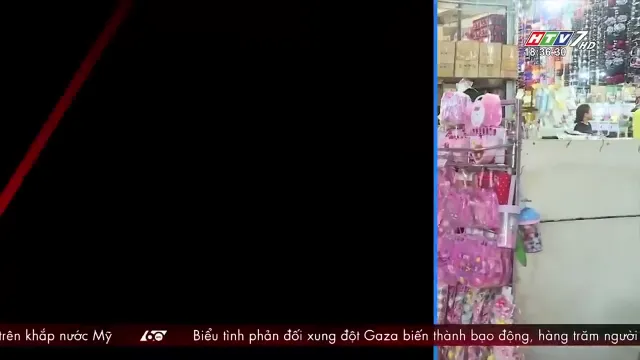 HTV7 HD
18:36:30
trên khắp nước Mỹ 60 Biểu tình phản đối xung đột Gaza biến thành bạo động, hàng trăm người